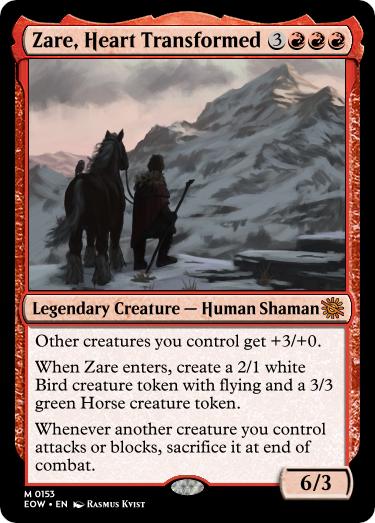 Zare, Heart Transformed 3
Legendary Creature — Human Shaman
Other creatures you control get +3/+0.
When Zare enters, create a 2/1 white
Bird creature token with flying and a 3/3
green Horse creature token.
Whenever another creature you control
attacks or blocks, sacrifice it at end of
combat.
6/3
M 0153
EOW • EN Rasmus Kvist